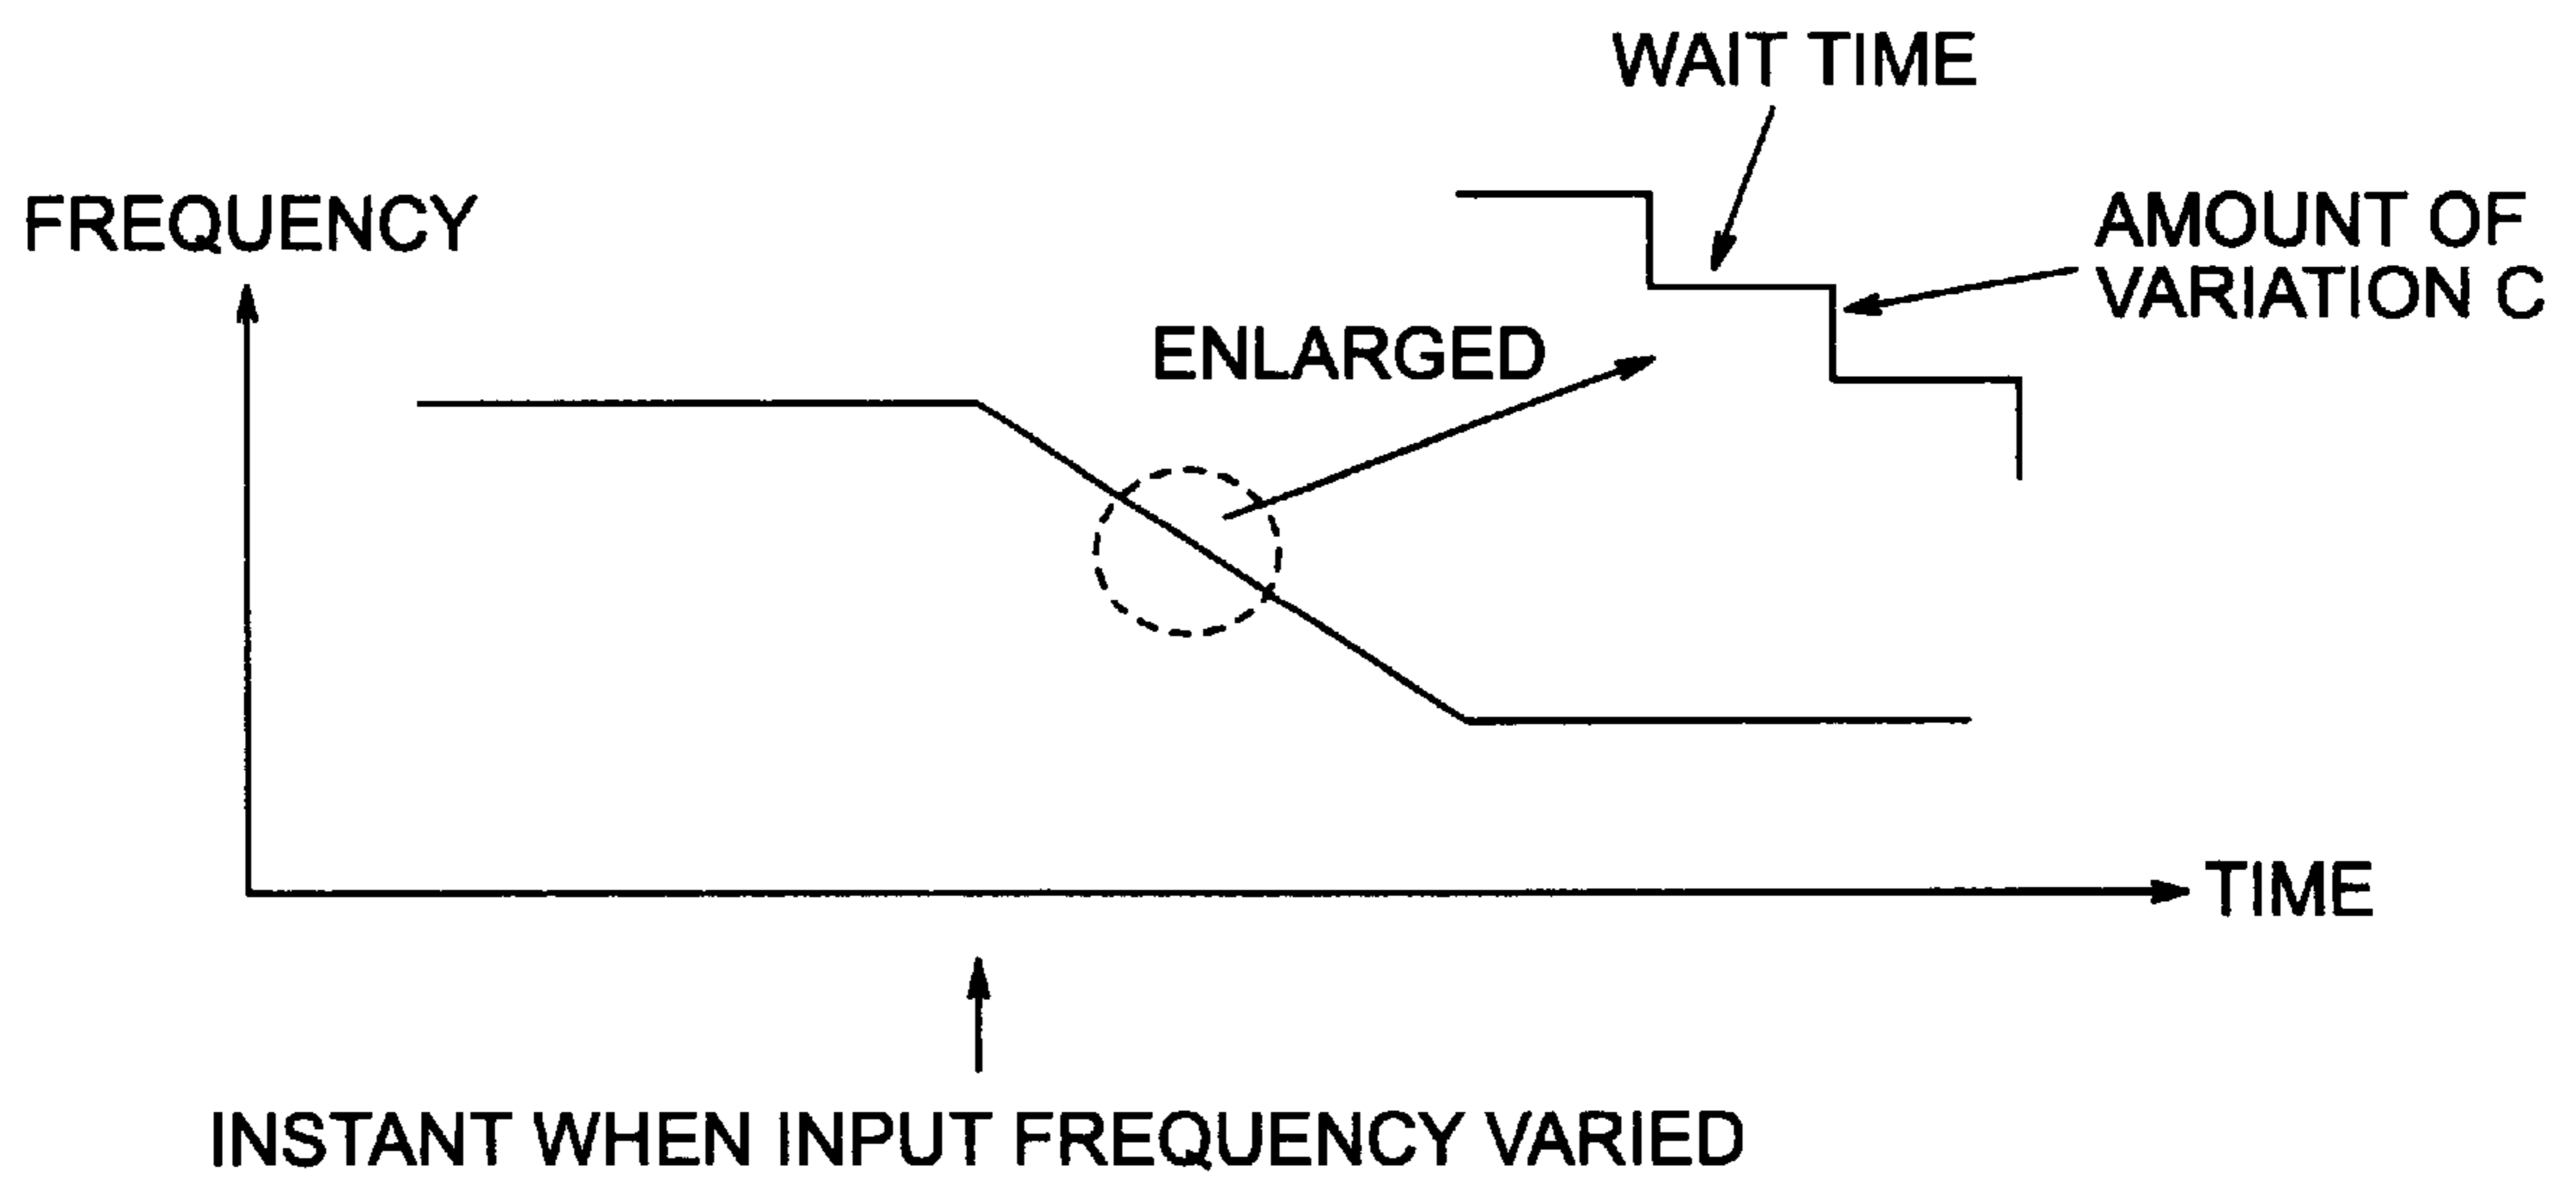 WAIT TIME
FREQUENCY
AMOUNT OF
VARIATION C
ENLARGED
TIME
INSTANT WHEN INPUT FREQUENCY VARIED